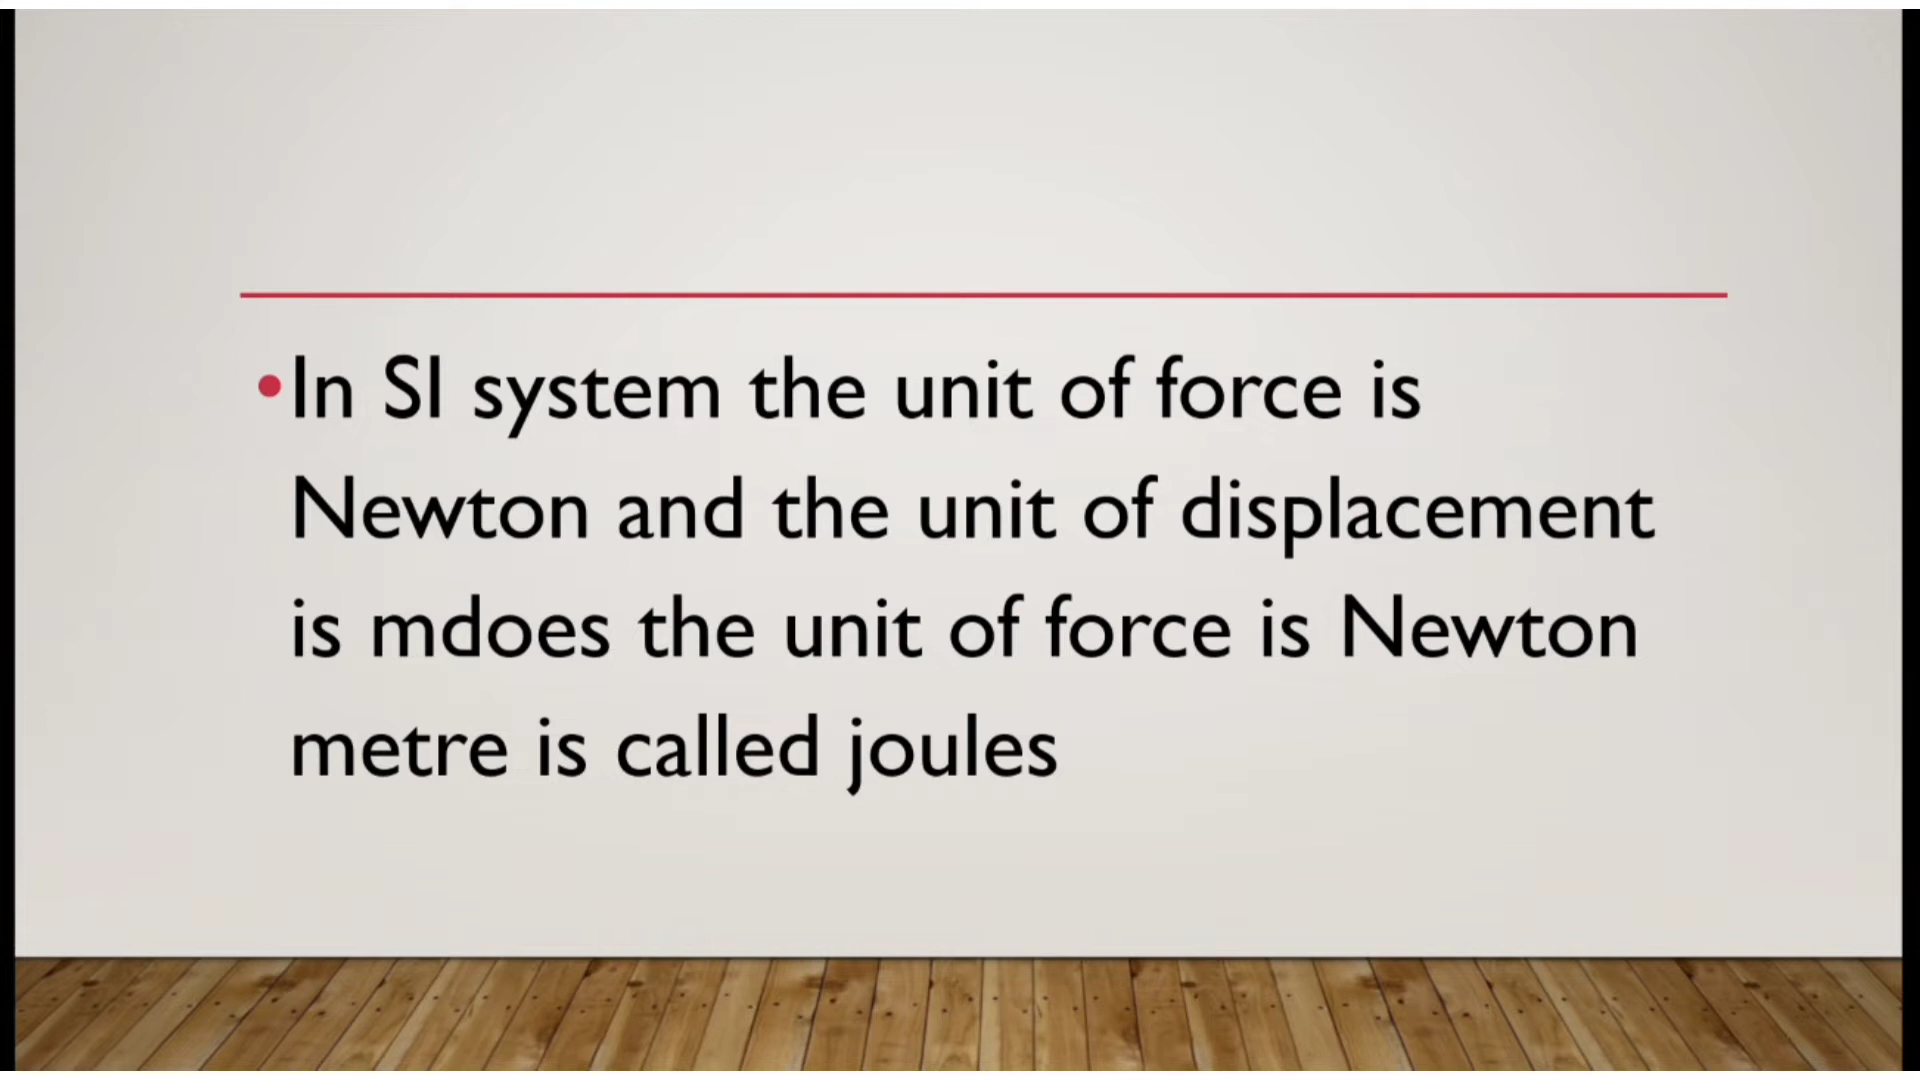 •In SI system the unit of force is
Newton and the unit of displacement
is mdoes the unit of force is Newton
metre is called joules